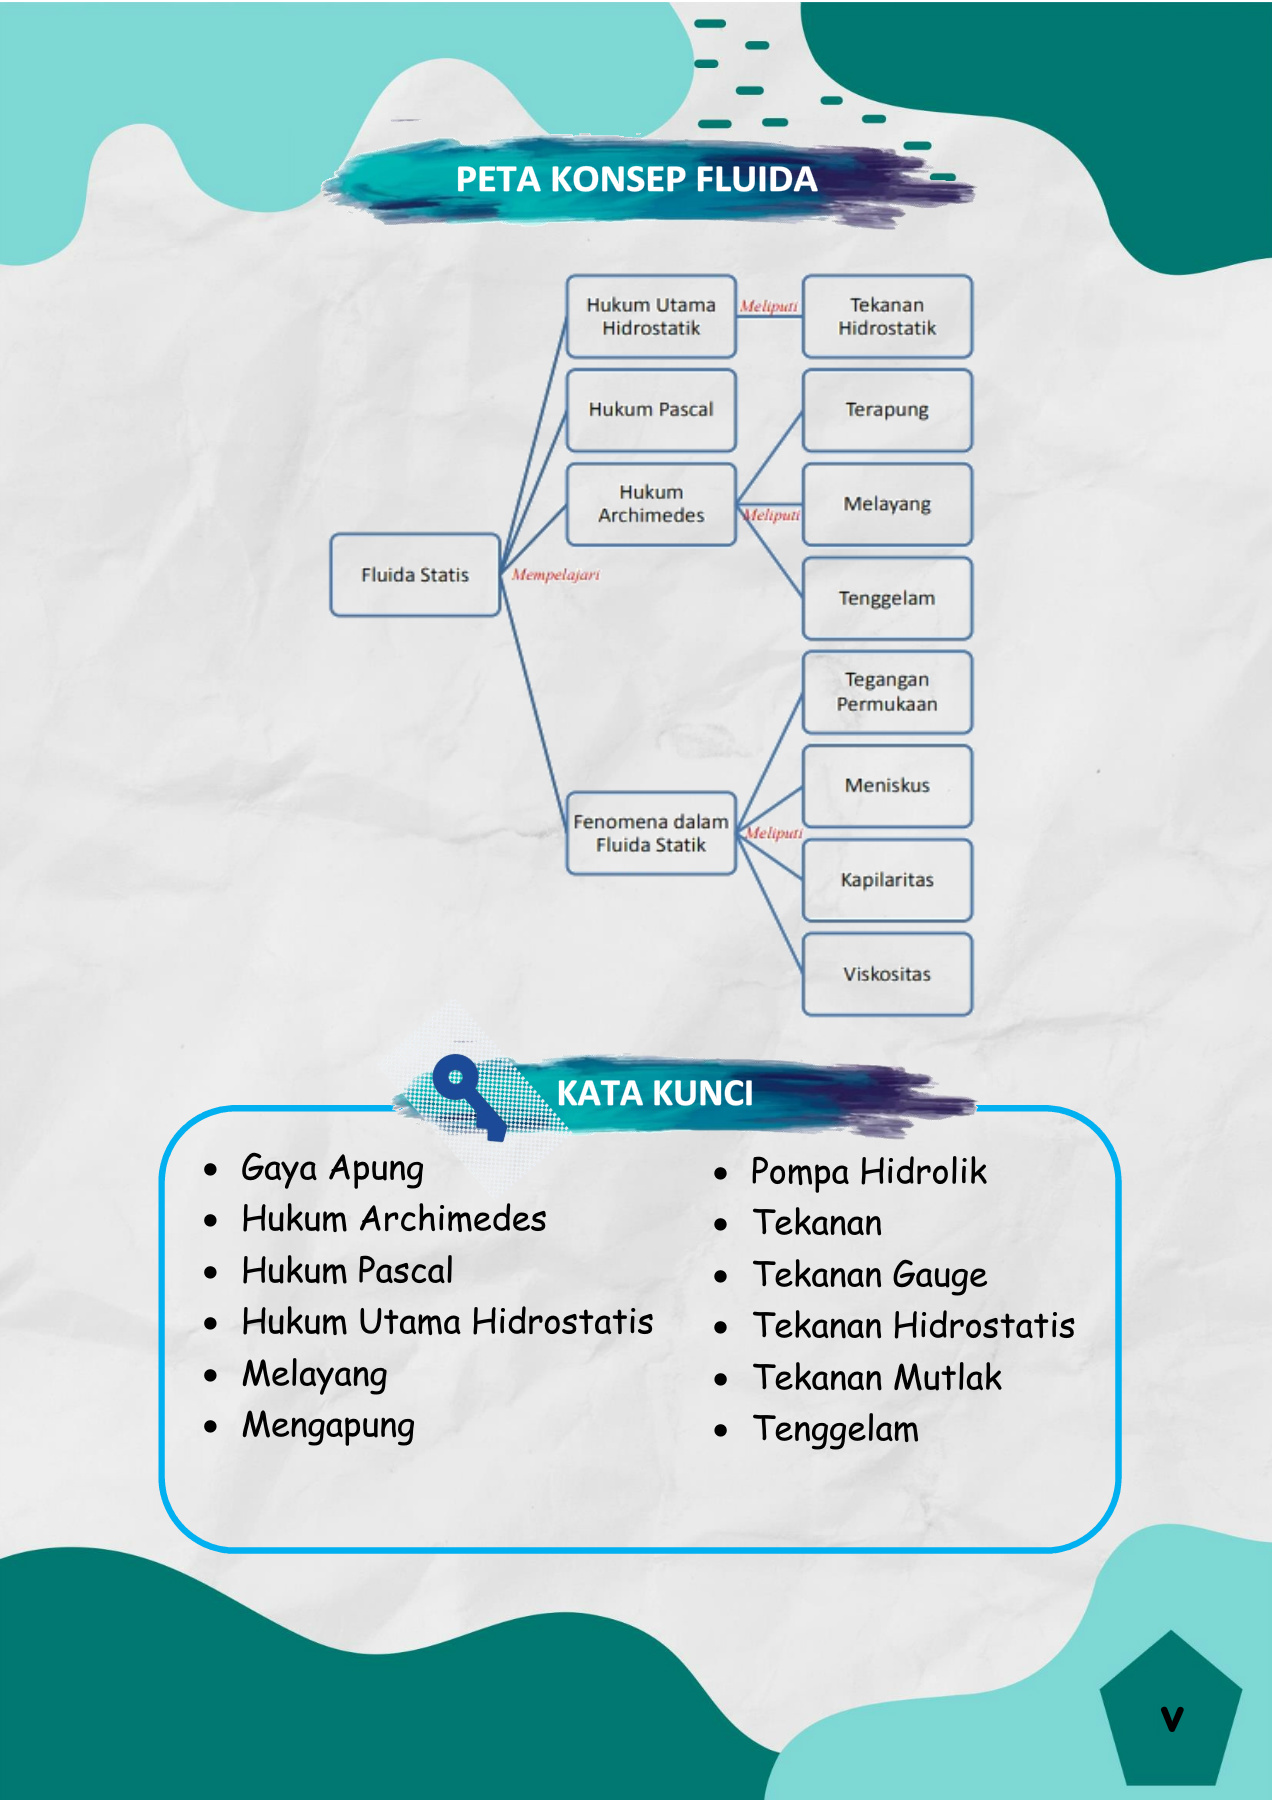 PETA KONSEP FLUIDA
Fluida Statis
Mempelajari
Hukum Utama
Hidrostatik
Meliputi
Tekanan
Hidrostatik
Hukum Pascal
Hukum
Archimedes
Meliputi
Terapung
Melayang
Tenggelam
Fenomena dalam
Fluida Statik
Meliputi
Tegangan
Permukaan
Meniskus
Kapilaritas
Viskositas
KATA KUNCI
• Gaya Apung
• Hukum Archimedes
• Hukum Pascal
• Hukum Utama Hidrostatis
• Melayang
• Mengapung
• Pompa Hidrolik
• Tekanan
• Tekanan Gauge
• Tekanan Hidrostatis
• Tekanan Mutlak
• Tenggelam
v